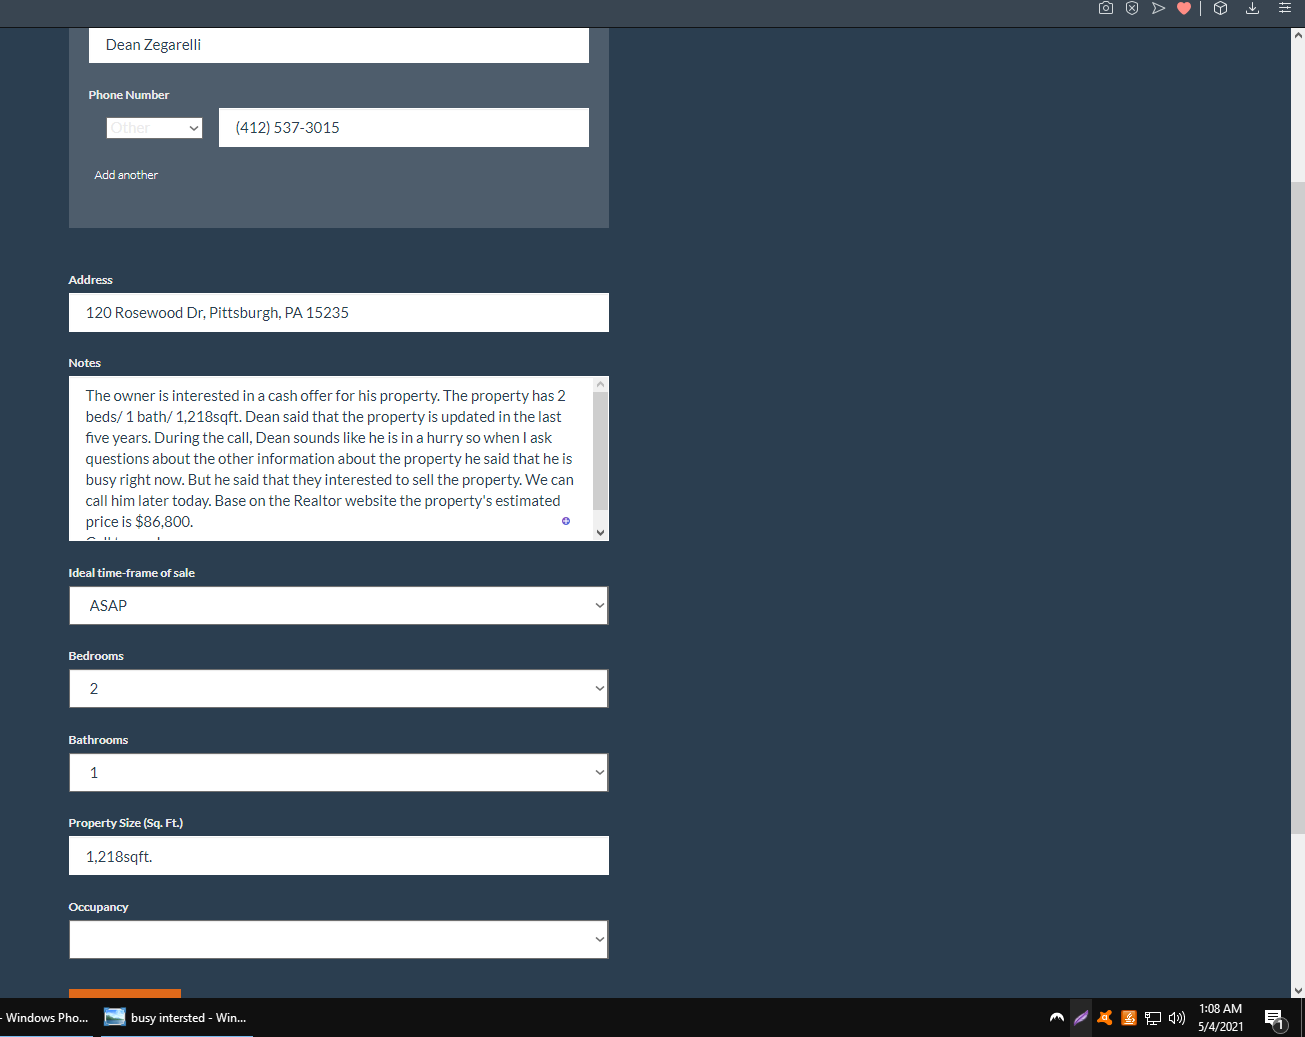 Dean Zegarelli
Phone Number
Other
(412) 537-3015
Add another
Address
120 Rosewood Dr, Pittsburgh, PA 15235
Notes
The owner is interested in a cash offer for his property. The property has 2
beds/ 1 bath/ 1,218sqft. Dean said that the property is updated in the last
five years. During the call, Dean sounds like he is in a hurry so when I ask
questions about the other information about the property he said that he is
busy right now. But he said that they interested to sell the property. We can
call him later today. Base on the Realtor website the property's estimated
price is $86,800.
Ideal time-frame of sale
ASAP
Bedrooms
2
Bathrooms
1
Property Size (Sq. Ft.)
1,218sqft.
Occupancy
- Windows Pho...
busy intersted - Win...
1:08 AM
5/4/2021
1